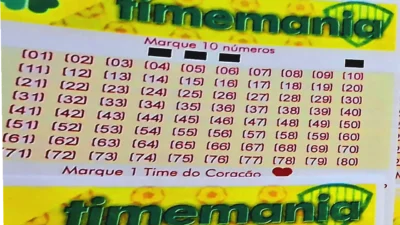 timemania
Marque 10 números
[01] [02] [03] [04] [05] [06] [07] [08] [09] [10]
[11] [12] [13] [14] [15] [16] [17] [18] [19] [20]
[21] [22] [23] [24] [25] [26] [27] [28] [29] [30]
[31] [32] [33] [34] [35] [36] [37] [38] [39] [40]
[41] [42] [43] [44] [45] [46] [47] [48] [49] [50]
[51] [52] [53] [54] [55] [56] [57] [58] [59] [60]
[61] [62] [63] [64] [65] [66] [67] [68] [69] [70]
71] [72] [73] [74] [75] [76] [77] [78] [79] [80]
Marque 1 Time do Coração
timemania